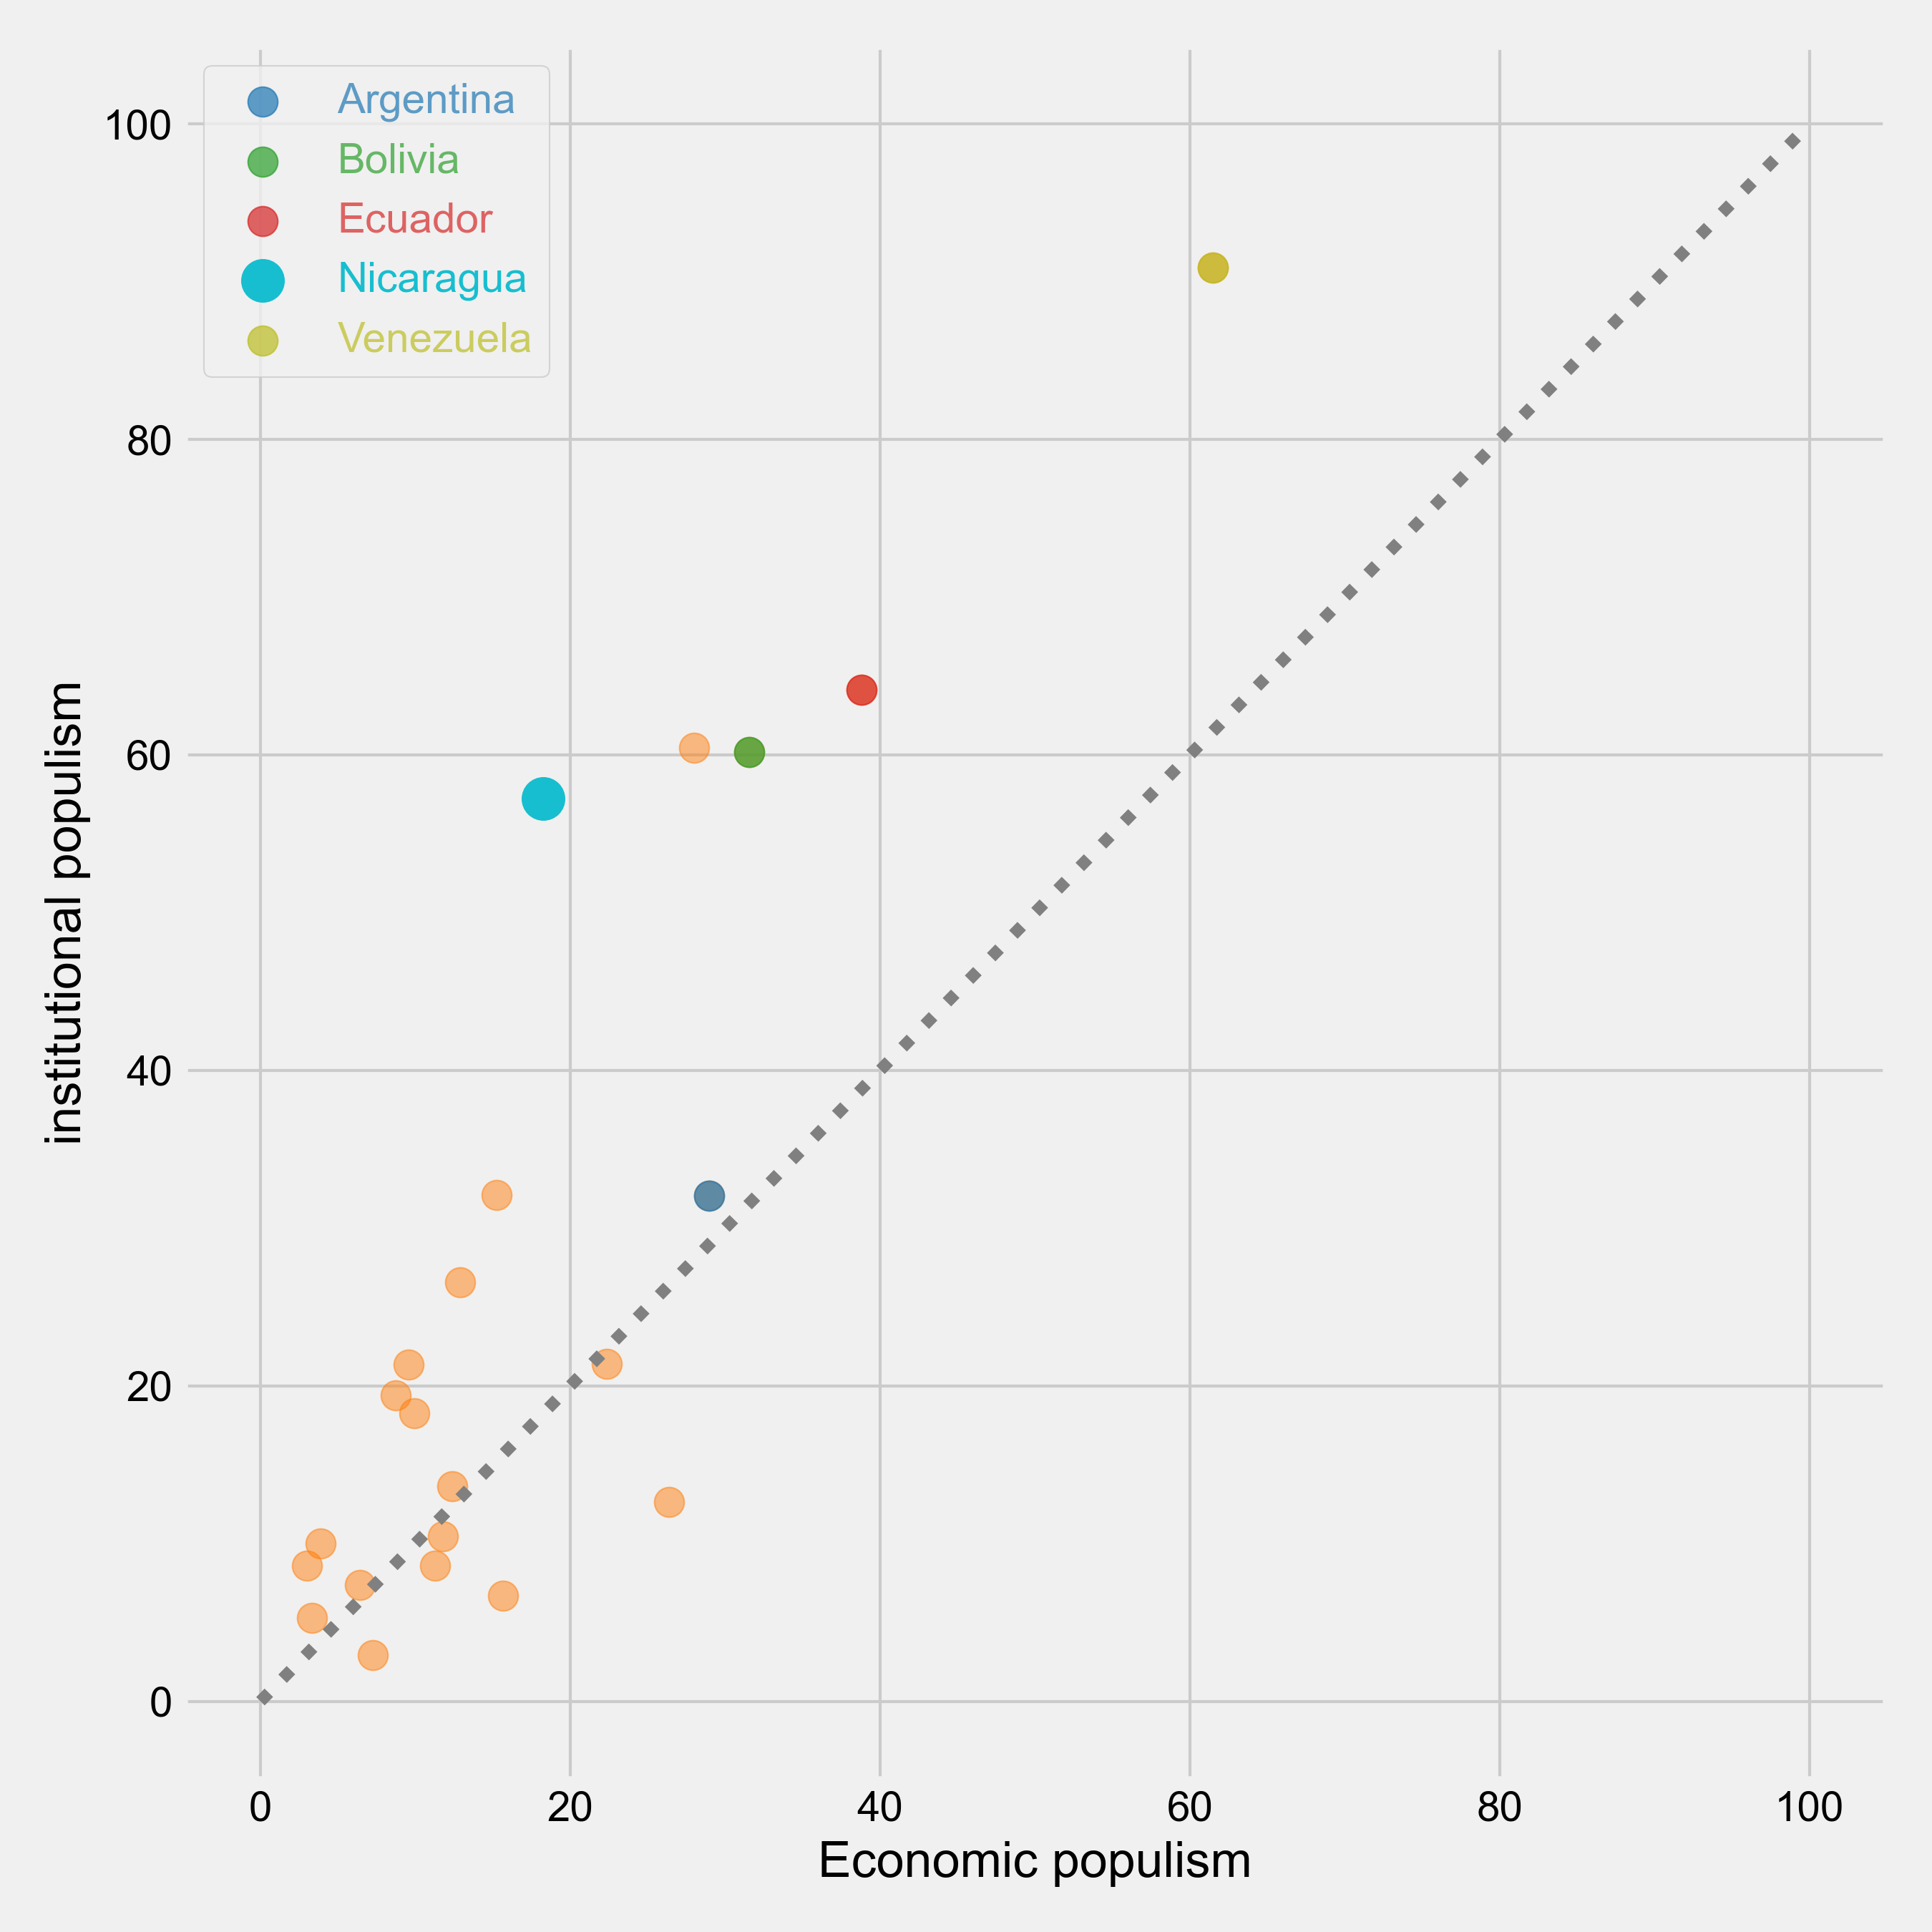 Argentina
Bolivia
Ecuador
Nicaragua
Venezuela
100
80
60
40
20
0
institutional populism
0 20 40 60 80 100
Economic populism